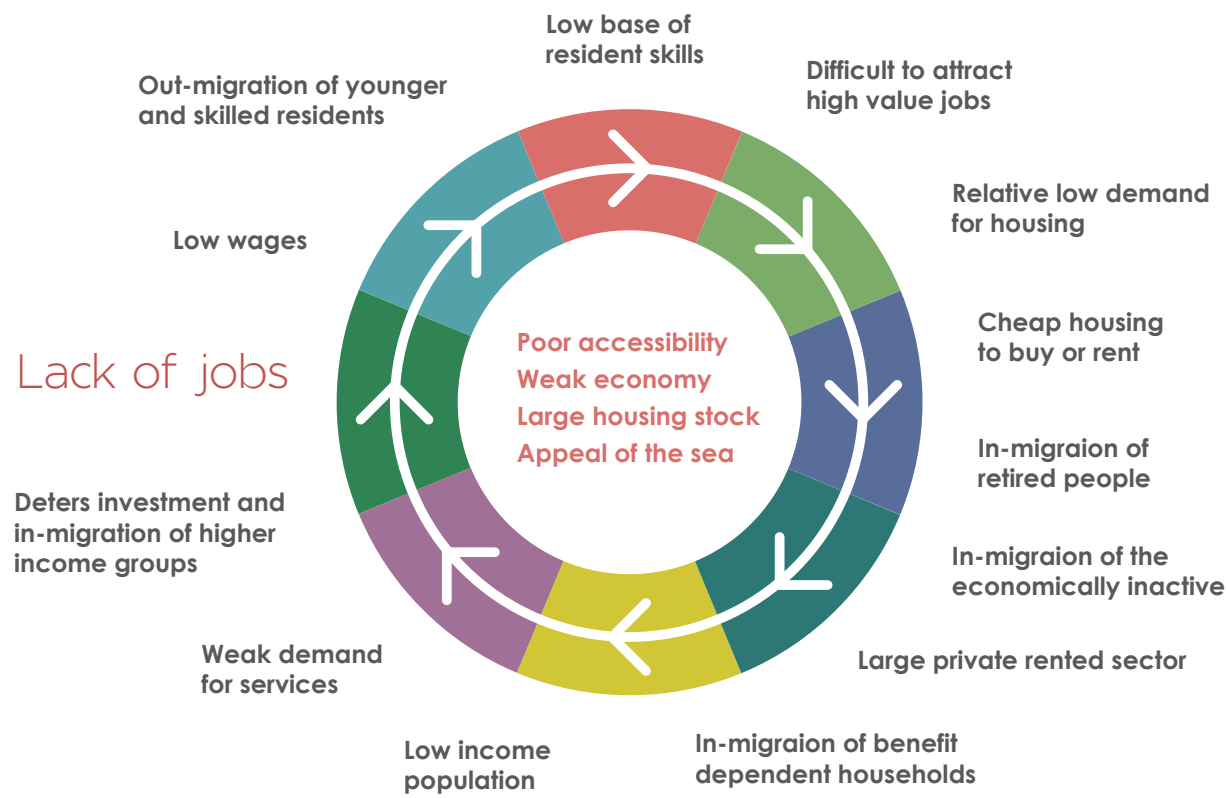 Low base of
resident skills
Difficult to attract
high value jobs
Relative low demand
for housing
Cheap housing
to buy or rent
In-migraion of
retired people
In-migraion of the
economically inactive
Large private rented sector
In-migraion of benefit
dependent households
Low income
population
Weak demand
for services
Deters investment and
in-migration of higher
income groups
Lack of jobs
Low wages
Out-migration of younger
and skilled residents
Poor accessibility
Weak economy
Large housing stock
Appeal of the sea